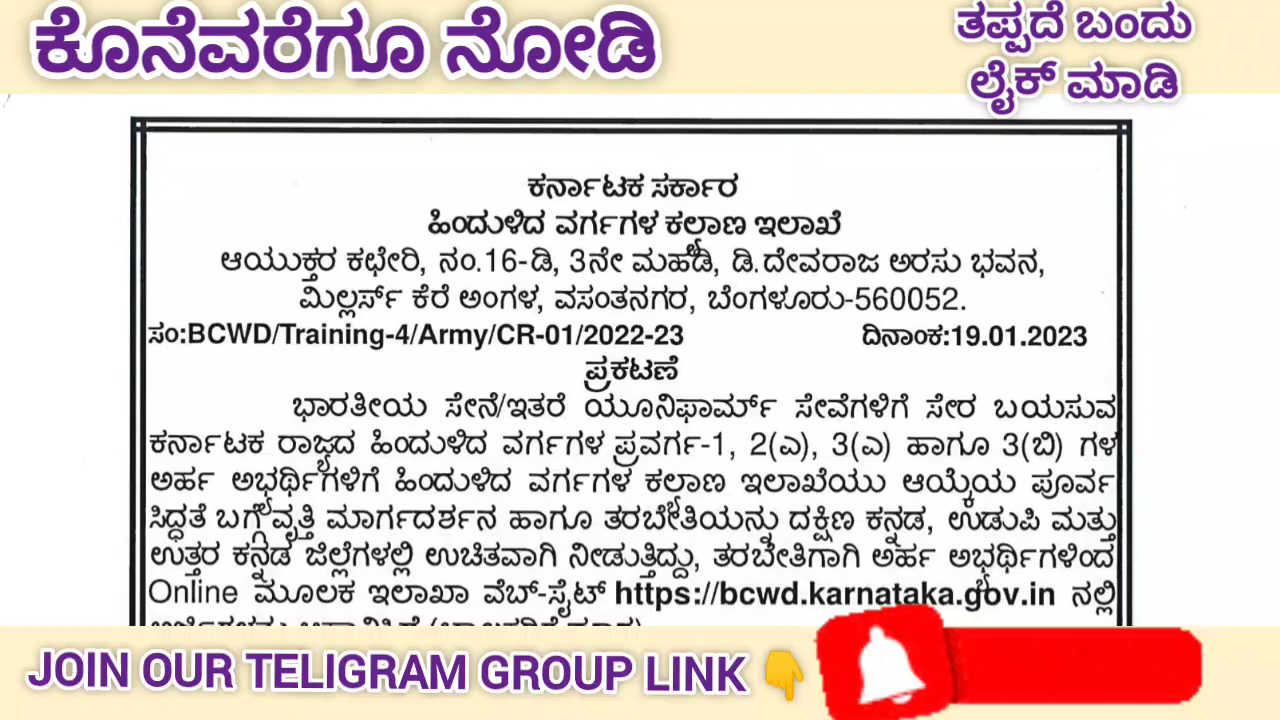 ಕೊನೆವರೆಗೂ ನೋಡಿ
ತಪ್ಪದೆ ಬಂದು
ಲೈಕ್ ಮಾಡಿ
ಕರ್ನಾಟಕ ಸರ್ಕಾರ
ಹಿಂದುಳಿದ ವರ್ಗಗಳ ಕಲ್ಯಾಣ ಇಲಾಖೆ
ಆಯುಕ್ತರ ಕಛೇರಿ, ನಂ.16-ಡಿ, 3ನೇ ಮಹಡಿ, ಡಿ.ದೇವರಾಜ ಅರಸು ಭವನ,
ಮಿಲ್ಲರ್ಸ್ ಕೆರೆ ಅಂಗಳ, ವಸಂತನಗರ, ಬೆಂಗಳೂರು-560052.
ಸಂ:BCWD/Training-4/Army/CR-01/2022-23 ದಿನಾಂಕ:19.01.2023
ಪ್ರಕಟಣೆ
ಭಾರತೀಯ ಸೇನೆ/ಇತರೆ ಯೂನಿಫಾರ್ಮ್ ಸೇವೆಗಳಿಗೆ ಸೇರ ಬಯಸುವ
ಕರ್ನಾಟಕ ರಾಜ್ಯದ ಹಿಂದುಳಿದ ವರ್ಗಗಳ ಪ್ರವರ್ಗ-1, 2(ಎ), 3(ಎ) ಹಾಗೂ 3(ಬಿ) ಗಳ
ಅರ್ಹ ಅಭ್ಯರ್ಥಿಗಳಿಗೆ ಹಿಂದುಳಿದ ವರ್ಗಗಳ ಕಲ್ಯಾಣ ಇಲಾಖೆಯು ಆಯ್ಕೆಯ ಪೂರ್ವ
ಸಿದ್ಧತೆ ಬಗ್ಗೆ ವೃತ್ತಿ ಮಾರ್ಗದರ್ಶನ ಹಾಗೂ ತರಬೇತಿಯನ್ನು ದಕ್ಷಿಣ ಕನ್ನಡ, ಉಡುಪಿ ಮತ್ತು
ಉತ್ತರ ಕನ್ನಡ ಜಿಲ್ಲೆಗಳಲ್ಲಿ ಉಚಿತವಾಗಿ ನೀಡುತ್ತಿದ್ದು, ತರಬೇತಿಗಾಗಿ ಅರ್ಹ ಅಭ್ಯರ್ಥಿಗಳಿಂದ
Online ಮೂಲಕ ಇಲಾಖಾ ವೆಬ್-ಸೈಟ್ https://bcwd.karnataka.gov.in ನಲ್ಲಿ
JOIN OUR TELIGRAM GROUP LINK 👇